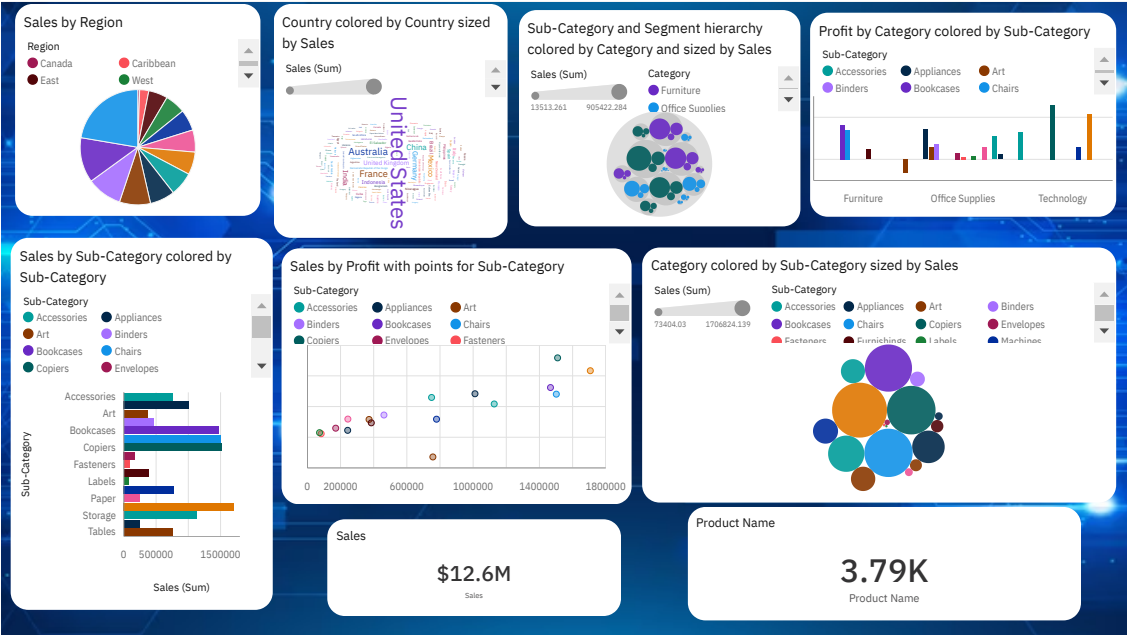 Sales by Region
Region
Canada
Caribbean
East
West
Country colored by Country sized
by Sales
Sales (Sum)
United States
Australia
China
United Kingdom
Germany
France
Mexico
India
Indonesia
Sub-Category and Segment hierarchy
colored by Category and sized by Sales
Sales (Sum)
13513.261
905422.284
Category
Furniture
Office Supplies
Profit by Category colored by Sub-Category
Sub-Category
Accessories
Appliances
Art
Binders
Bookcases
Chairs
Furniture
Office Supplies
Technology
Sales by Sub-Category colored by
Sub-Category
Sub-Category
Accessories
Appliances
Art
Binders
Bookcases
Chairs
Copiers
Envelopes
Sub-Category
Accessories
Art
Bookcases
Copiers
Fasteners
Labels
Paper
Storage
Tables
0 500000 1500000
Sales (Sum)
Sales by Profit with points for Sub-Category
Sub-Category
Accessories
Appliances
Art
Binders
Bookcases
Chairs
Copiers
Envelopes
Fasteners
0 200000 600000 1000000 1400000 1800000
Category colored by Sub-Category sized by Sales
Sales (Sum)
73404.03
1706824.139
Sub-Category
Accessories
Appliances
Art
Binders
Bookcases
Chairs
Copiers
Envelopes
Fasteners
Furnishings
Labels
Machines
Sales
$12.6M
Sales
Product Name
3.79K
Product Name